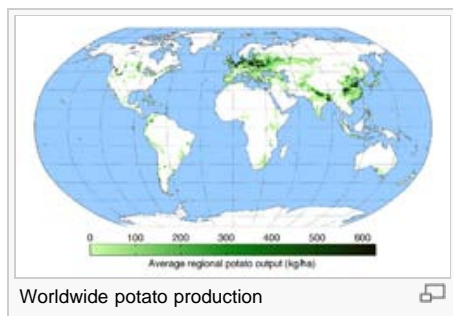 0 100 200 300 400 500 600
Average regional potato output (kg/ha)
Worldwide potato production